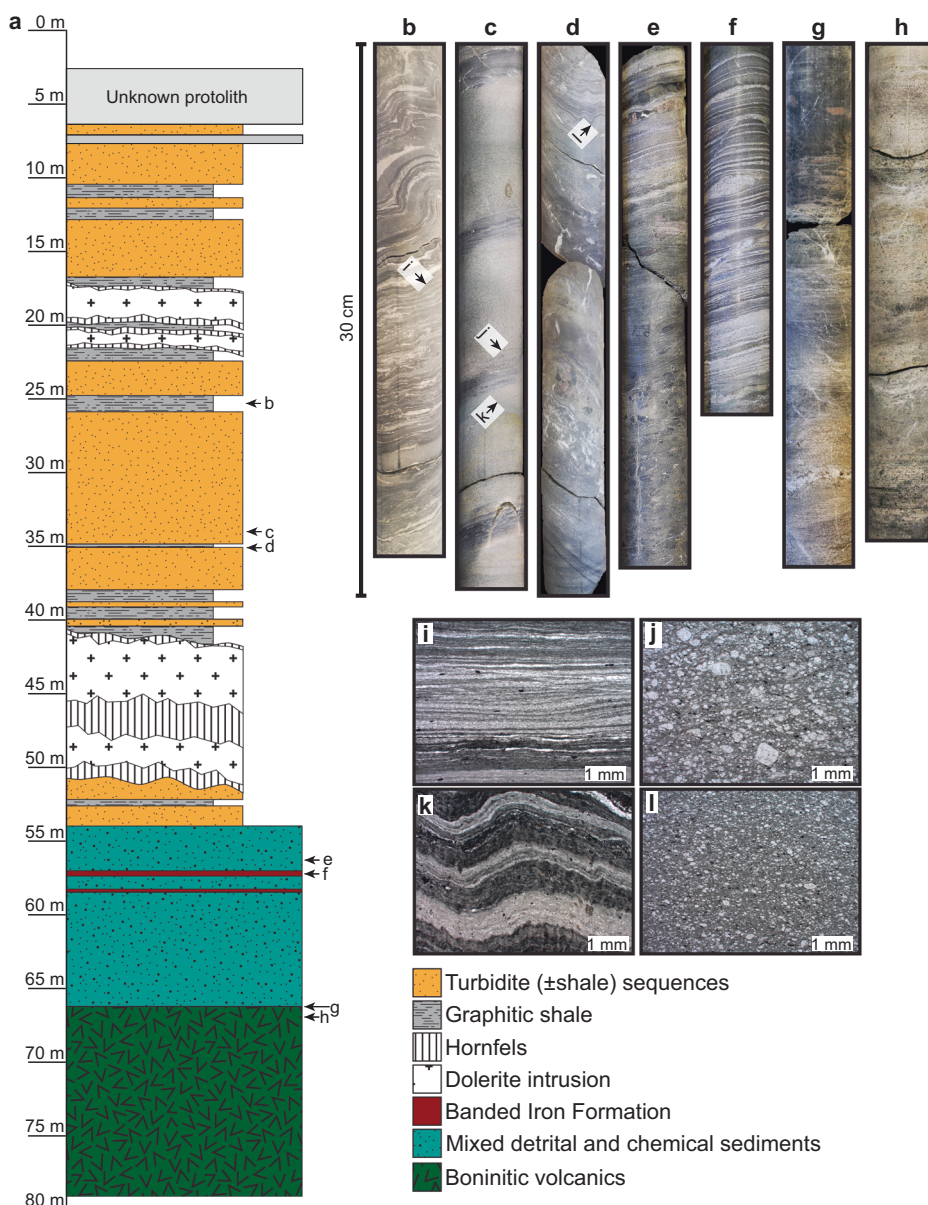 a
0 m
Unknown protolith
5 m
10 m
15 m
20 m
25 m
b
30 m
c
35 m
d
40 m
45 m
50 m
55 m
e
f
60 m
65 m
g
h
70 m
75 m
80 m
30 cm
b
c
d
e
f
g
h
i
j
k
l
i
1 mm
j
1 mm
k
1 mm
l
1 mm
Turbidite (±shale) sequences
Graphitic shale
Hornfels
Dolerite intrusion
Banded Iron Formation
Mixed detrital and chemical sediments
Boninitic volcanics